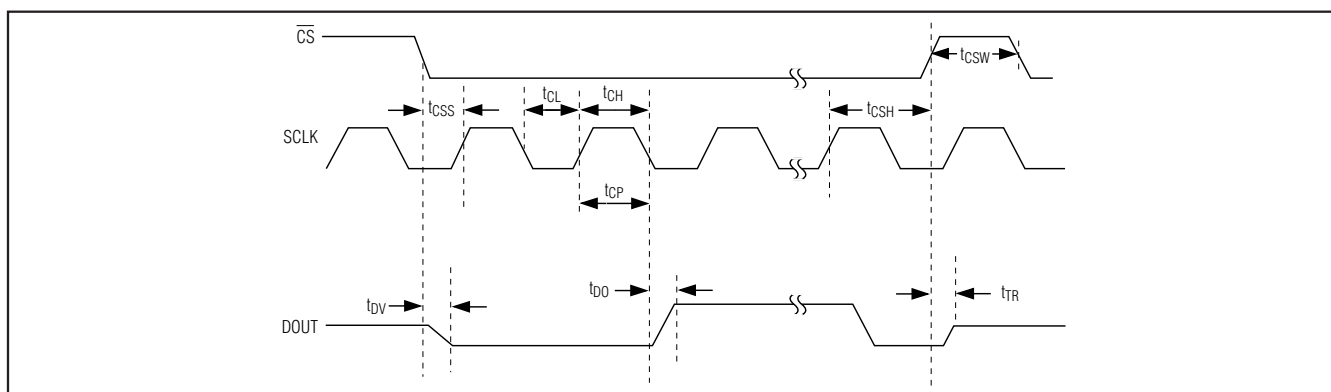 CS
tCSW
tCSS
tCL
tCH
tCSH
SCLK
tCP
tDV
tDO
tTR
DOUT